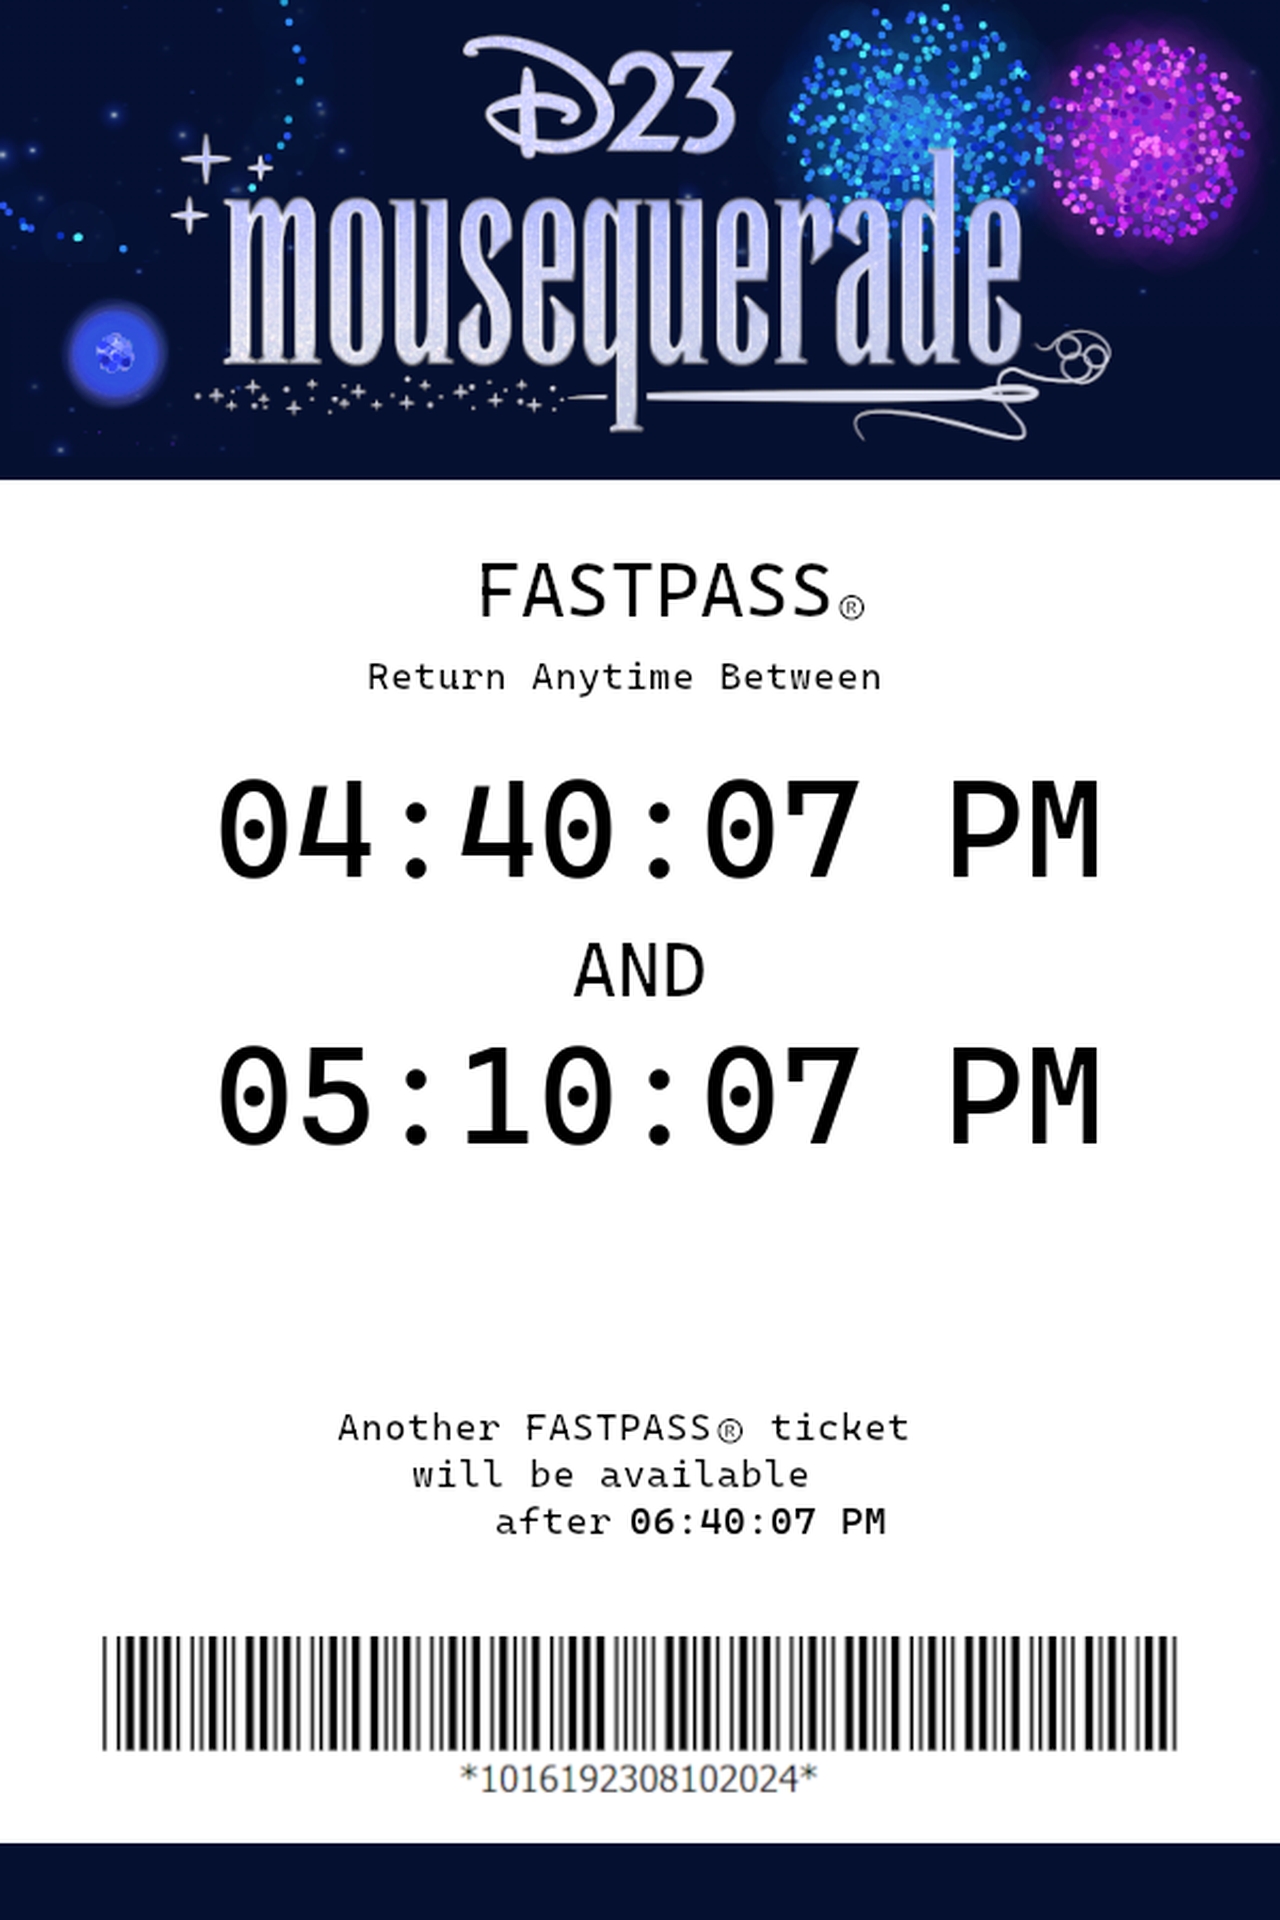 D23
mousequerade
FASTPASS®
Return Anytime Between
04:40:07 PM
AND
05:10:07 PM
Another FASTPASS® ticket
will be available
after 06:40:07 PM
*1016192308102024*